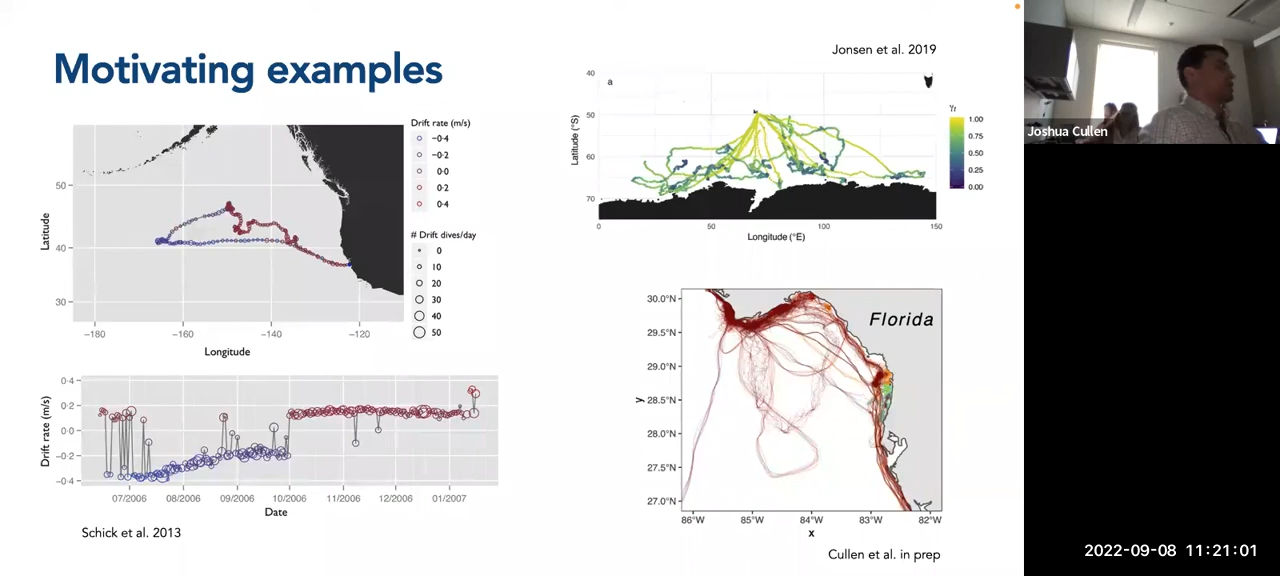 Motivating examples
Drift rate (m/s)
−0·4
−0·2
0·0
0·2
0·4
# Drift dives/day
0
10
20
30
40
50
Latitude
50
40
30
−180
−160
−140
−120
Longitude
Drift rate (m/s)
0·4
0·2
0·0
−0·2
−0·4
07/2006
08/2006
09/2006
10/2006
11/2006
12/2006
01/2007
Date
Schick et al. 2013
Jonsen et al. 2019
a
Latitude (°S)
40
50
60
70
0
50
100
150
Longitude (°E)
γt
1.00
0.75
0.50
0.25
0.00
Florida
y
30.0°N
29.5°N
29.0°N
28.5°N
28.0°N
27.5°N
27.0°N
86°W
85°W
84°W
83°W
82°W
x
Cullen et al. in prep
Joshua Cullen
2022-09-08 11:21:01